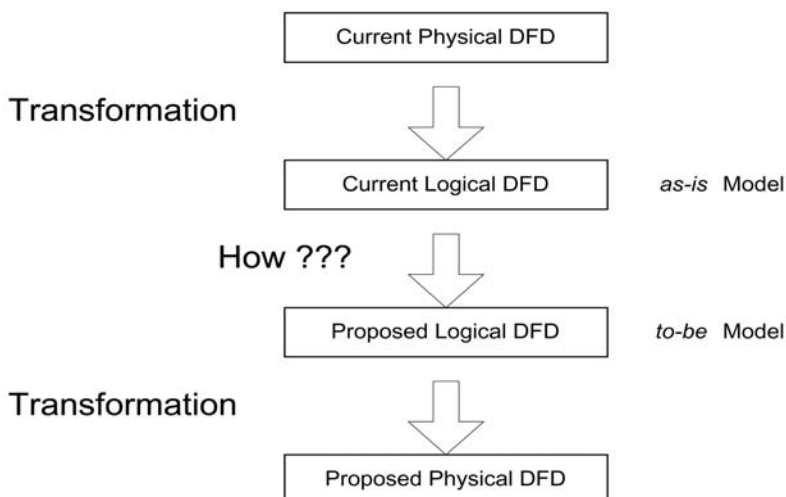 Current Physical DFD
Transformation
Current Logical DFD
as-is Model
How ???
Proposed Logical DFD
to-be Model
Transformation
Proposed Physical DFD